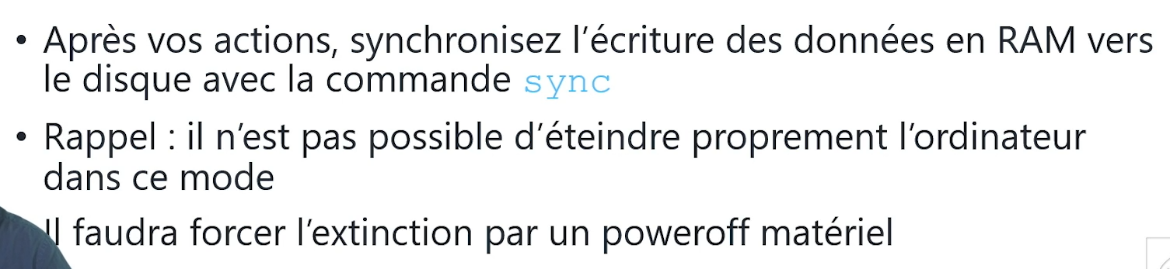 • Après vos actions, synchronisez l’écriture des données en RAM vers
le disque avec la commande sync
• Rappel : il n’est pas possible d’éteindre proprement l’ordinateur
dans ce mode
Il faudra forcer l’extinction par un poweroff matériel